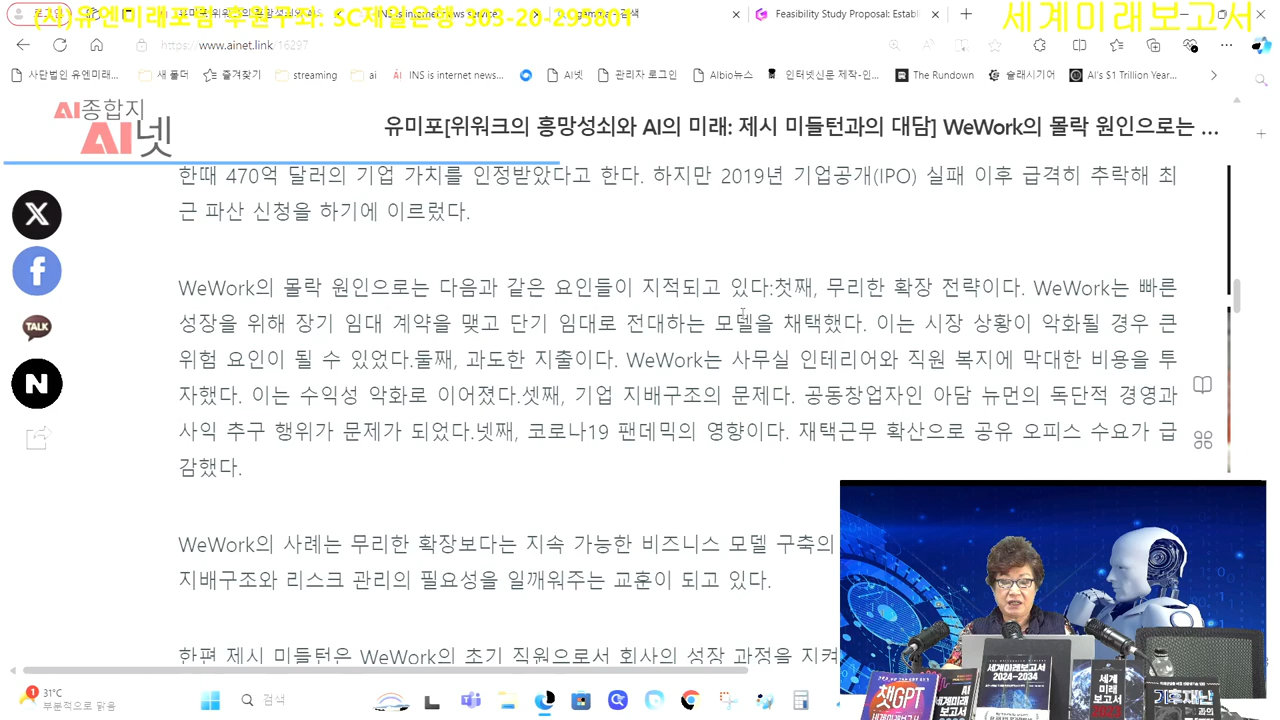 세계미래보고서
Feasibility Study Proposal: Establi
https://www.ainet.link/16297
사단법인 유엔미래... 새 폴더 즐겨찾기 streaming ai INS is internet news... AI넷 관리자 로그인 Albio뉴스 인터넷신문 제작-인... The Rundown 술래시기어 AI's $1 Trillion Year...
AI종합지
AI넷
유미포[위워크의 흥망성쇠와 AI의 미래: 제시 미들턴과의 대담] WeWork의 몰락 원인으로는 ...
한때 470억 달러의 기업 가치를 인정받았다고 한다. 하지만 2019년 기업공개(IPO) 실패 이후 급격히 추락해 최
근 파산 신청을 하기에 이르렀다.
WeWork의 몰락 원인으로는 다음과 같은 요인들이 지적되고 있다:첫째, 무리한 확장 전략이다. WeWork는 빠른
성장을 위해 장기 임대 계약을 맺고 단기 임대로 전대하는 모델을 채택했다. 이는 시장 상황이 악화될 경우 큰
위험 요인이 될 수 있었다.둘째, 과도한 지출이다. WeWork는 사무실 인테리어와 직원 복지에 막대한 비용을 투
자했다. 이는 수익성 악화로 이어졌다.셋째, 기업 지배구조의 문제다. 공동창업자인 아담 뉴먼의 독단적 경영과
사익 추구 행위가 문제가 되었다.넷째, 코로나19 팬데믹의 영향이다. 재택근무 확산으로 공유 오피스 수요가 급
감했다.
TALK
N
WeWork의 사례는 무리한 확장보다는 지속 가능한 비즈니스 모델 구축의
지배구조와 리스크 관리의 필요성을 일깨워주는 교훈이 되고 있다.
한편 제시 미들턴은 WeWork의 초기 직원으로서 회사의 성장 과정을 지켜
세계미래보고서
2024-2034
챗GPT
세계미래보고서
AI
세계
미래
보고서
기후재난
1
31°C
부분적으로 맑음
검색